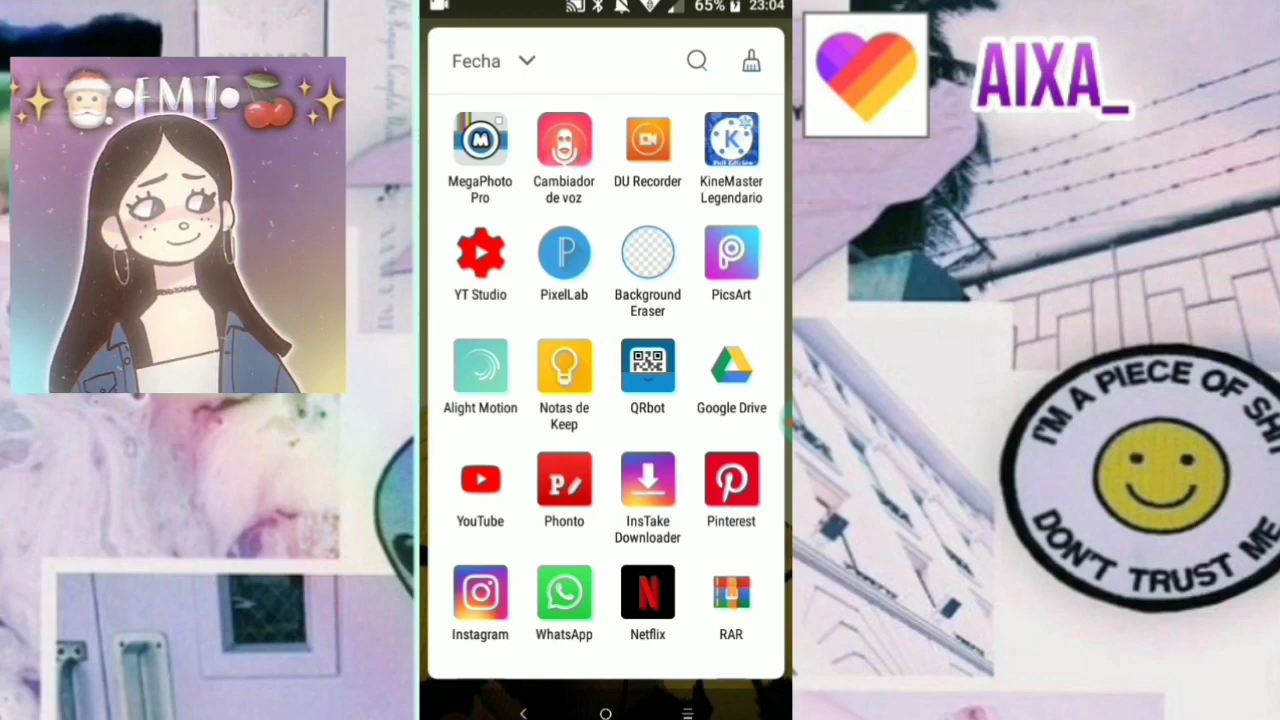 •FMT•
65% 23:04
Fecha
MegaPhoto Pro
Cambiador de voz
DU Recorder
KineMaster Legendario
YT Studio
PixelLab
Background Eraser
PicsArt
Alight Motion
Notas de Keep
QRbot
Google Drive
YouTube
Phonto
InsTake Downloader
Pinterest
Instagram
WhatsApp
Netflix
RAR
AIXA_
I'M A PIECE OF SHIT
DON'T TRUST ME